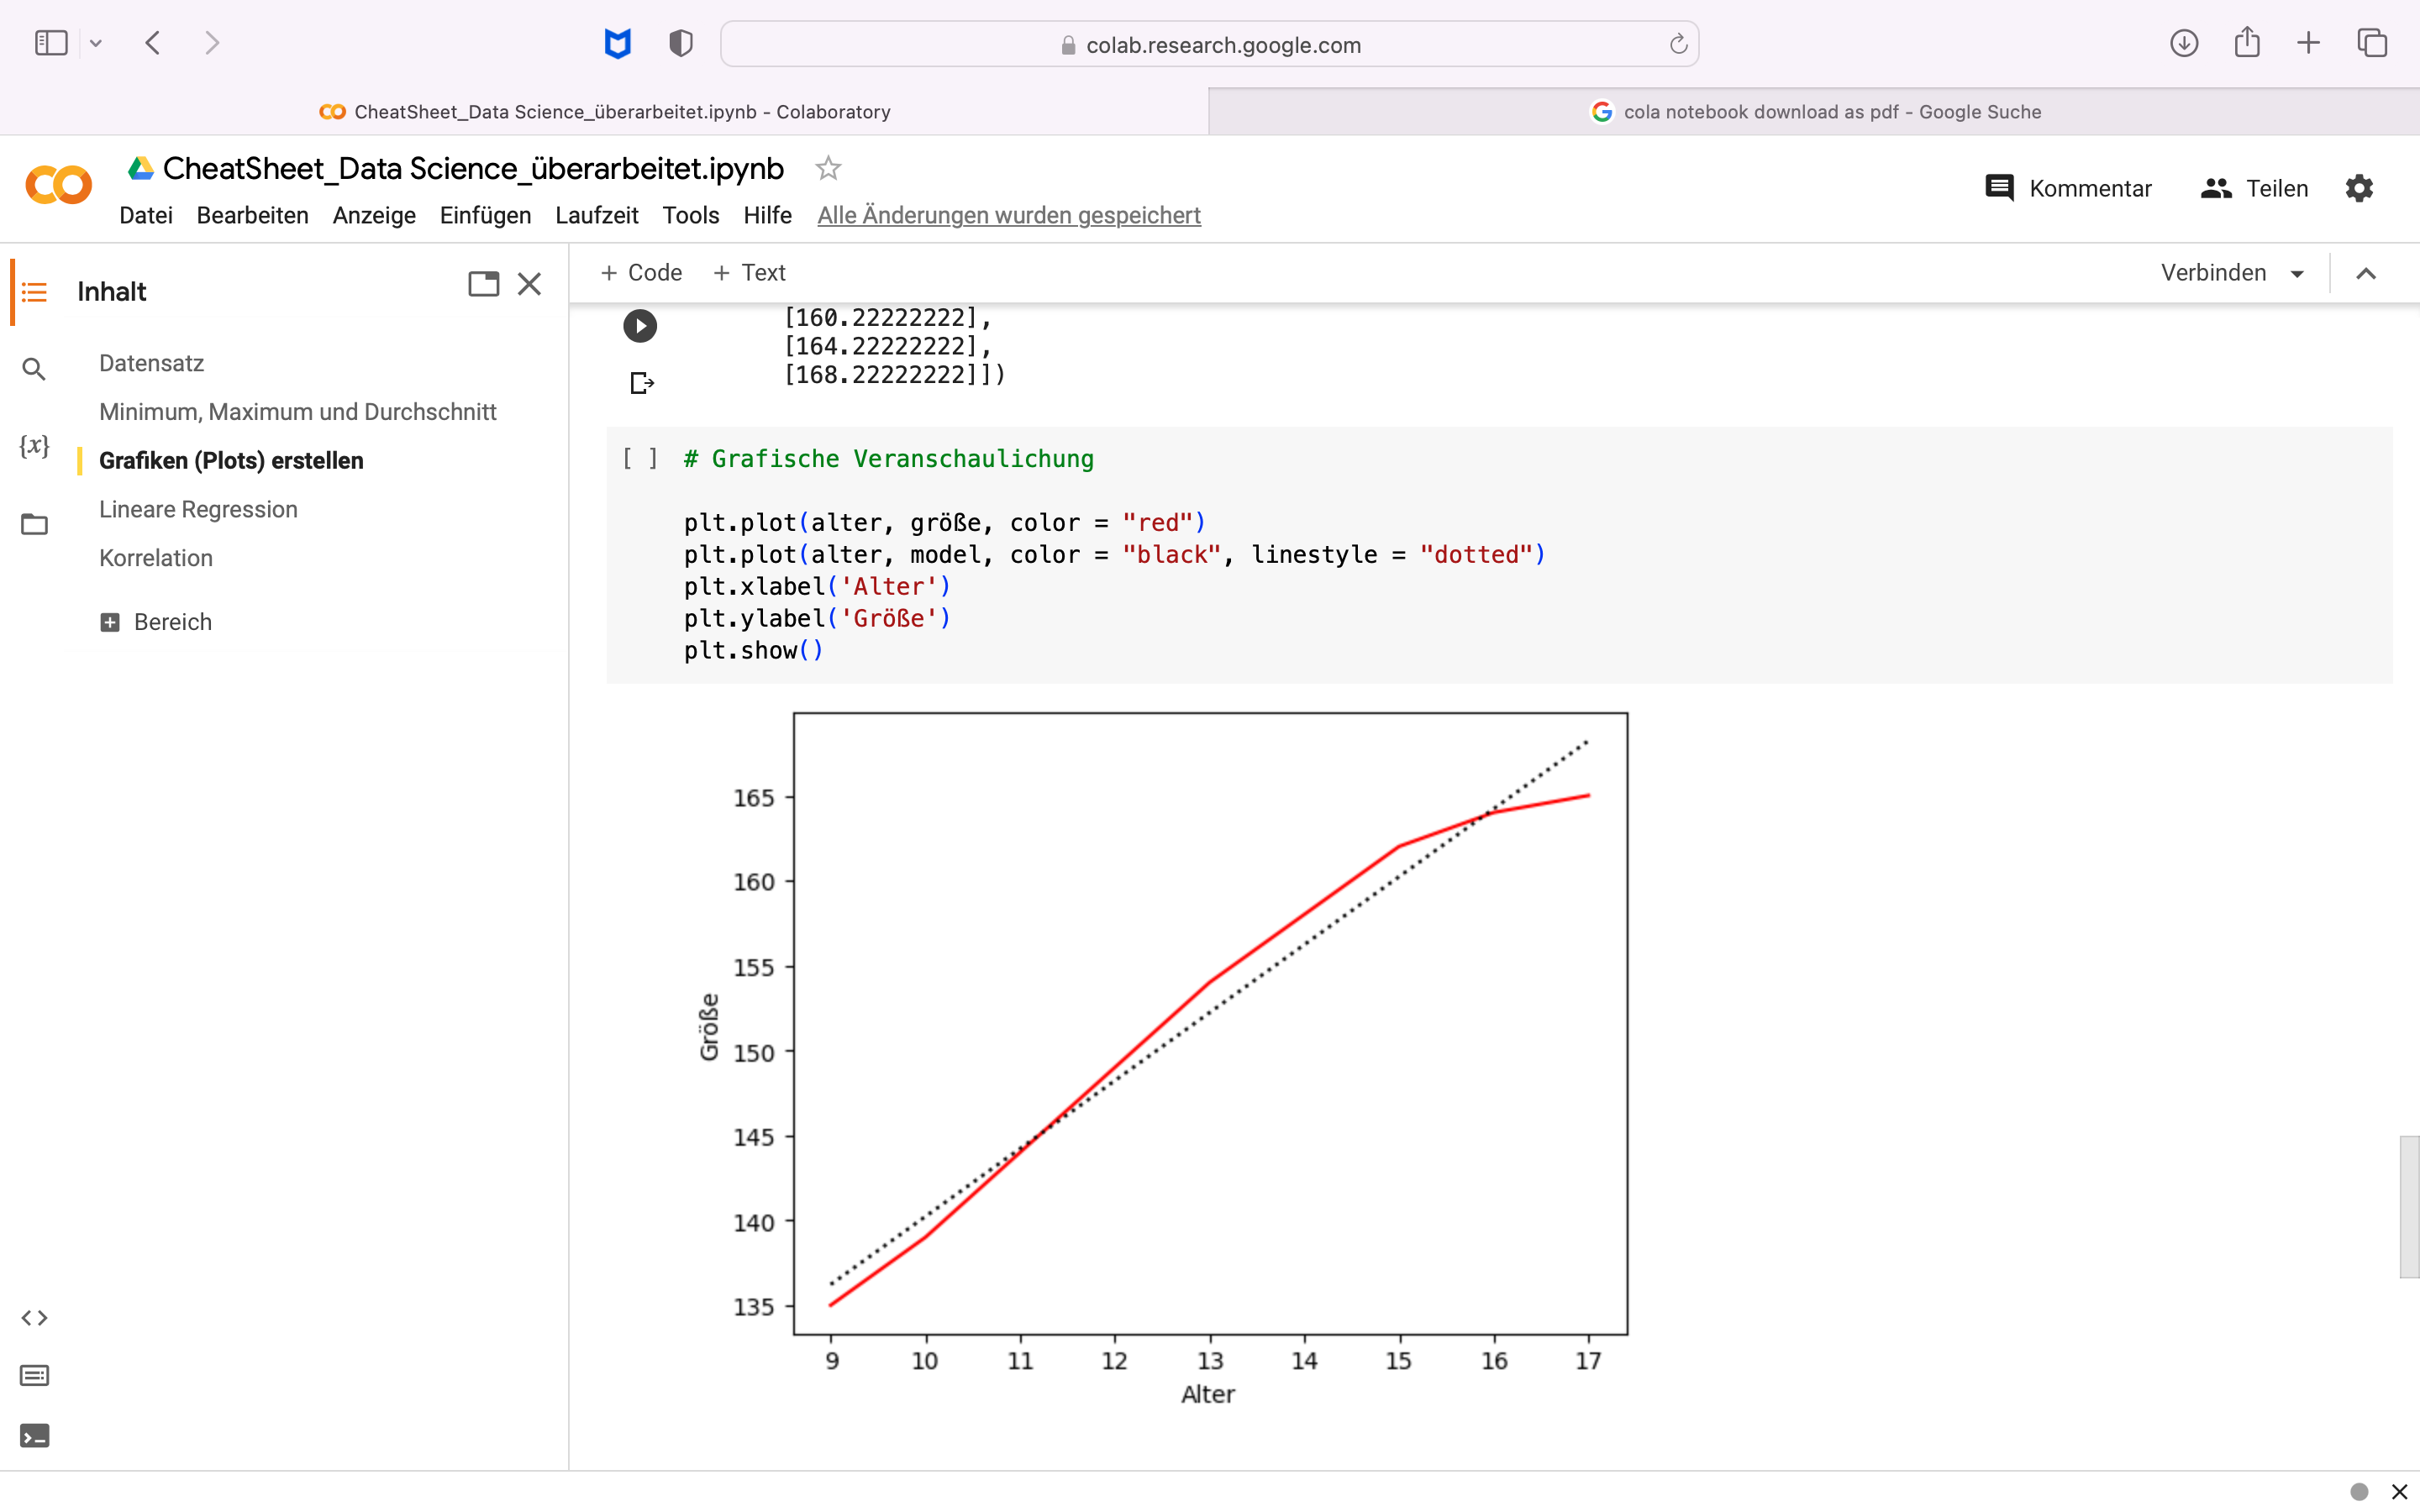 colab.research.google.com
CheatSheet_Data Science_überarbeitet.ipynb - Colaboratory
cola notebook download as pdf - Google Suche
CheatSheet_Data Science_überarbeitet.ipynb
Kommentar
Teilen
Datei Bearbeiten Anzeige Einfügen Laufzeit Tools Hilfe Alle Änderungen wurden gespeichert
Inhalt
+ Code + Text
Verbinden
Datensatz
Minimum, Maximum und Durchschnitt
Grafiken (Plots) erstellen
Lineare Regression
Korrelation
Bereich
{x}
[160.22222222],
[164.22222222],
[168.22222222]])
[ ] # Grafische Veranschaulichung
plt.plot(alter, größe, color = "red")
plt.plot(alter, model, color = "black", linestyle = "dotted")
plt.xlabel('Alter')
plt.ylabel('Größe')
plt.show()
165
160
155
150
145
140
135
Größe
9 10 11 12 13 14 15 16 17
Alter